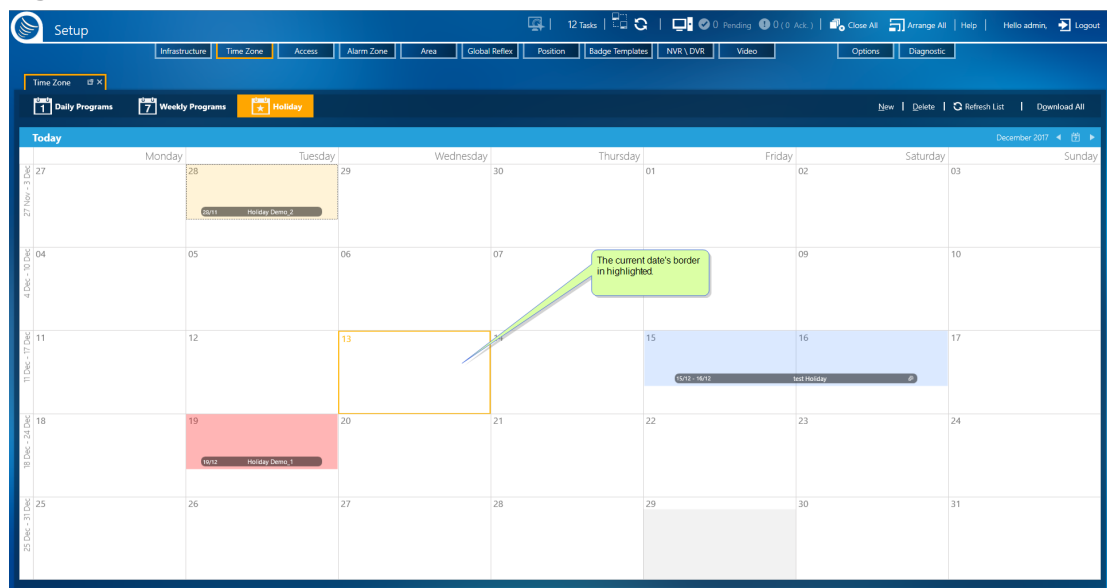 Setup
12 Tasks
0 Pending
0 ( 0 Ack. )
Close All
Arrange All
Help
Hello admin,
Logout
Infrastructure
Time Zone
Access
Alarm Zone
Area
Global Reflex
Position
Badge Templates
NVR \ DVR
Video
Options
Diagnostic
Time Zone
1 Daily Programs
7 Weekly Programs
Holiday
New
Delete
Refresh List
Download All
Today
December 2017
Monday
Tuesday
Wednesday
Thursday
Friday
Saturday
Sunday
27 Nov - 3 Dec
27
28
29
30
01
02
03
28/11 Holiday Demo_2
4 Dec - 10 Dec
04
05
06
07
09
10
The current date's border
in highlighted.
11 Dec - 17 Dec
11
12
13
14
15
16
17
15/12 - 16/12 test Holiday
18 Dec - 24 Dec
18
19
20
21
22
23
24
19/12 Holiday Demo_1
25 Dec - 31 Dec
25
26
27
28
29
30
31